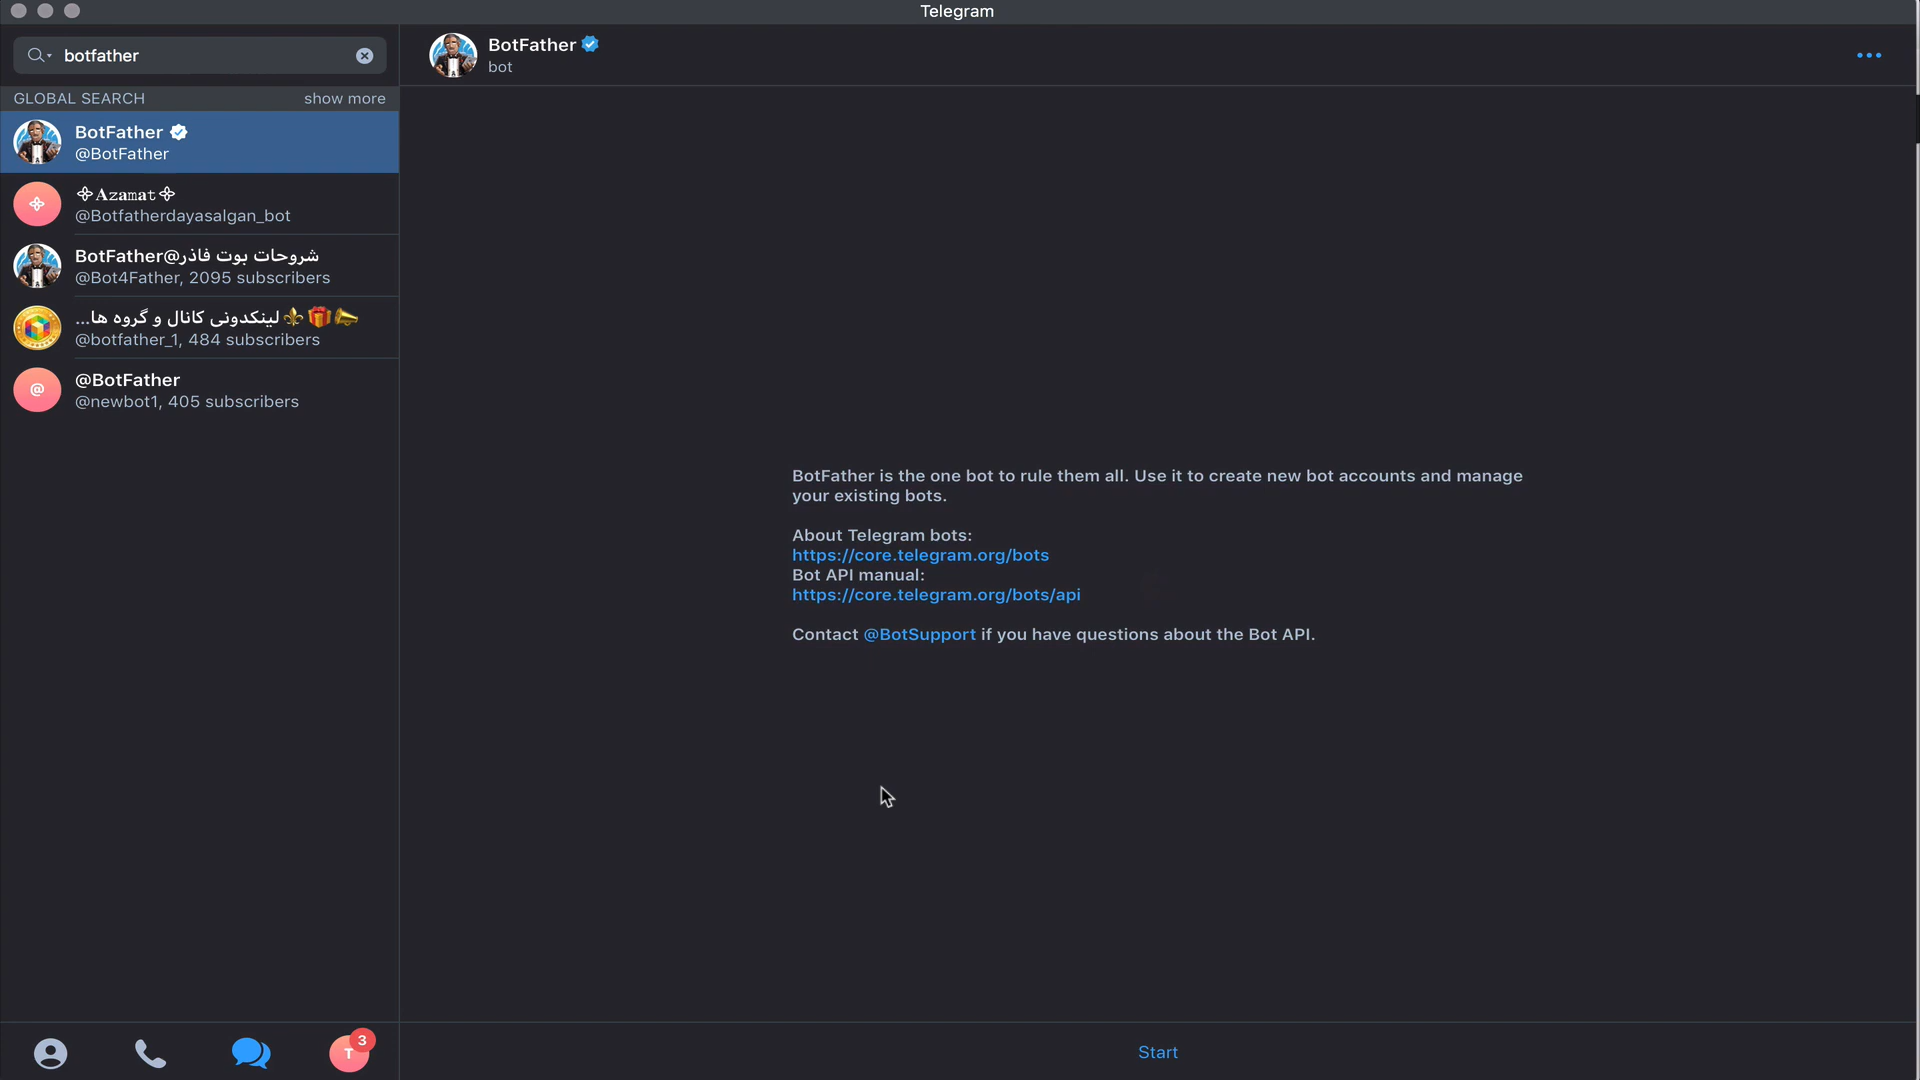 Telegram
botfather
GLOBAL SEARCH show more
BotFather
@BotFather
𝐀𝚣𝚊𝚖𝐚𝚝
@Botfatherdayasalgan_bot
BotFather@شروحات بوت فاذر
@Bot4Father, 2095 subscribers
لینکدونی کانال و گروه ها...
@botfather_1, 484 subscribers
@
@BotFather
@newbot1, 405 subscribers
T
3
BotFather
bot
BotFather is the one bot to rule them all. Use it to create new bot accounts and manage
your existing bots.
About Telegram bots:
https://core.telegram.org/bots
Bot API manual:
https://core.telegram.org/bots/api
Contact @BotSupport if you have questions about the Bot API.
Start